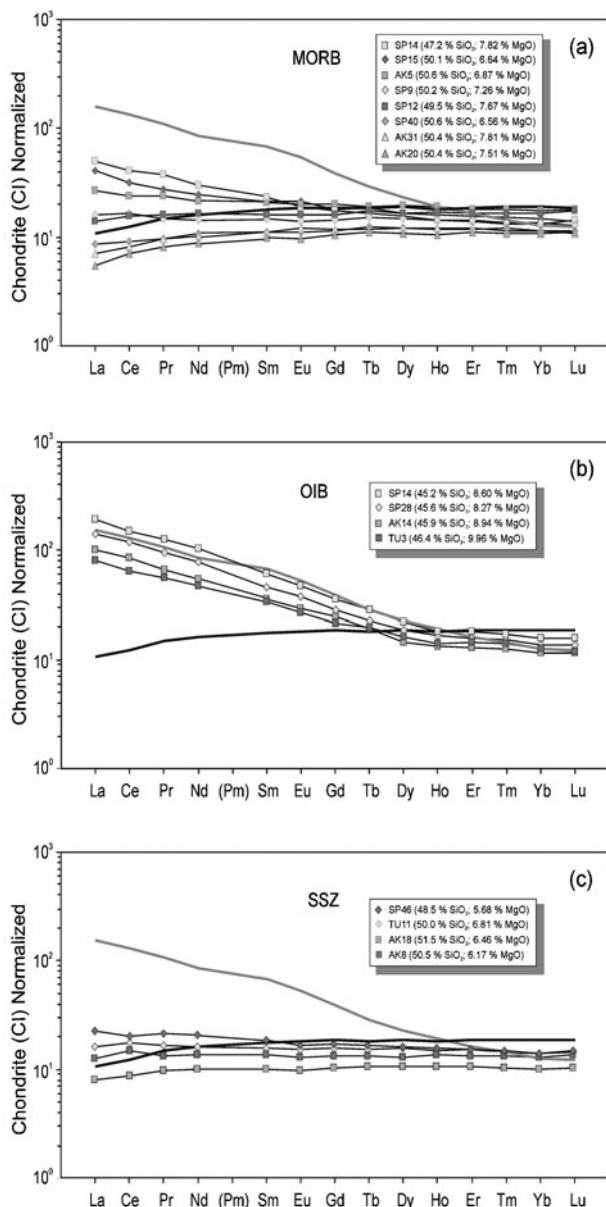 10³
MORB
(a)
SP14 (47.2 % SiO₂; 7.82 % MgO)
SP15 (50.1 % SiO₂; 6.64 % MgO)
AK5 (50.6 % SiO₂; 6.87 % MgO)
SP9 (50.2 % SiO₂; 7.26 % MgO)
SP12 (49.5 % SiO₂; 7.67 % MgO)
SP40 (50.6 % SiO₂; 6.56 % MgO)
AK31 (50.4 % SiO₂; 7.81 % MgO)
AK20 (50.4 % SiO₂; 7.51 % MgO)
Chondrite (CI) Normalized
10²
10¹
10⁰
La Ce Pr Nd (Pm) Sm Eu Gd Tb Dy Ho Er Tm Yb Lu
10³
OIB
(b)
SP14 (45.2 % SiO₂; 8.60 % MgO)
SP28 (45.6 % SiO₂; 8.27 % MgO)
AK14 (45.9 % SiO₂; 8.94 % MgO)
TU3 (46.4 % SiO₂; 9.96 % MgO)
Chondrite (CI) Normalized
10²
10¹
10⁰
La Ce Pr Nd (Pm) Sm Eu Gd Tb Dy Ho Er Tm Yb Lu
10³
SSZ
(c)
SP46 (48.5 % SiO₂; 5.68 % MgO)
TU11 (50.0 % SiO₂; 6.81 % MgO)
AK18 (51.5 % SiO₂; 6.46 % MgO)
AK8 (50.5 % SiO₂; 6.17 % MgO)
Chondrite (CI) Normalized
10²
10¹
10⁰
La Ce Pr Nd (Pm) Sm Eu Gd Tb Dy Ho Er Tm Yb Lu